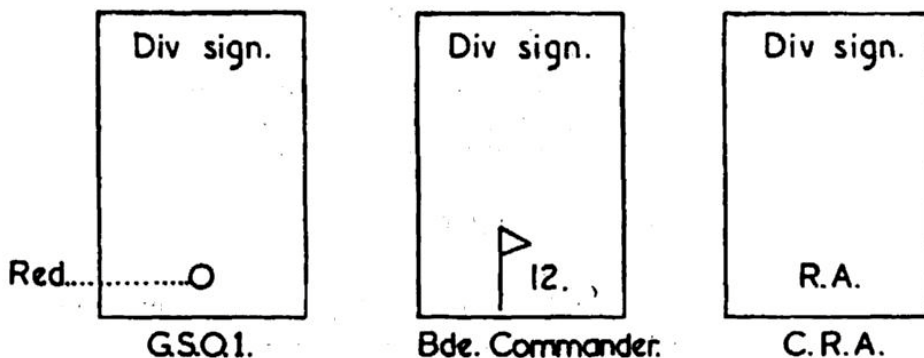 Div sign. Div sign. Div sign.
Red............. 12. R.A.
G.S.O.1. Bde. Commander. C.R.A.